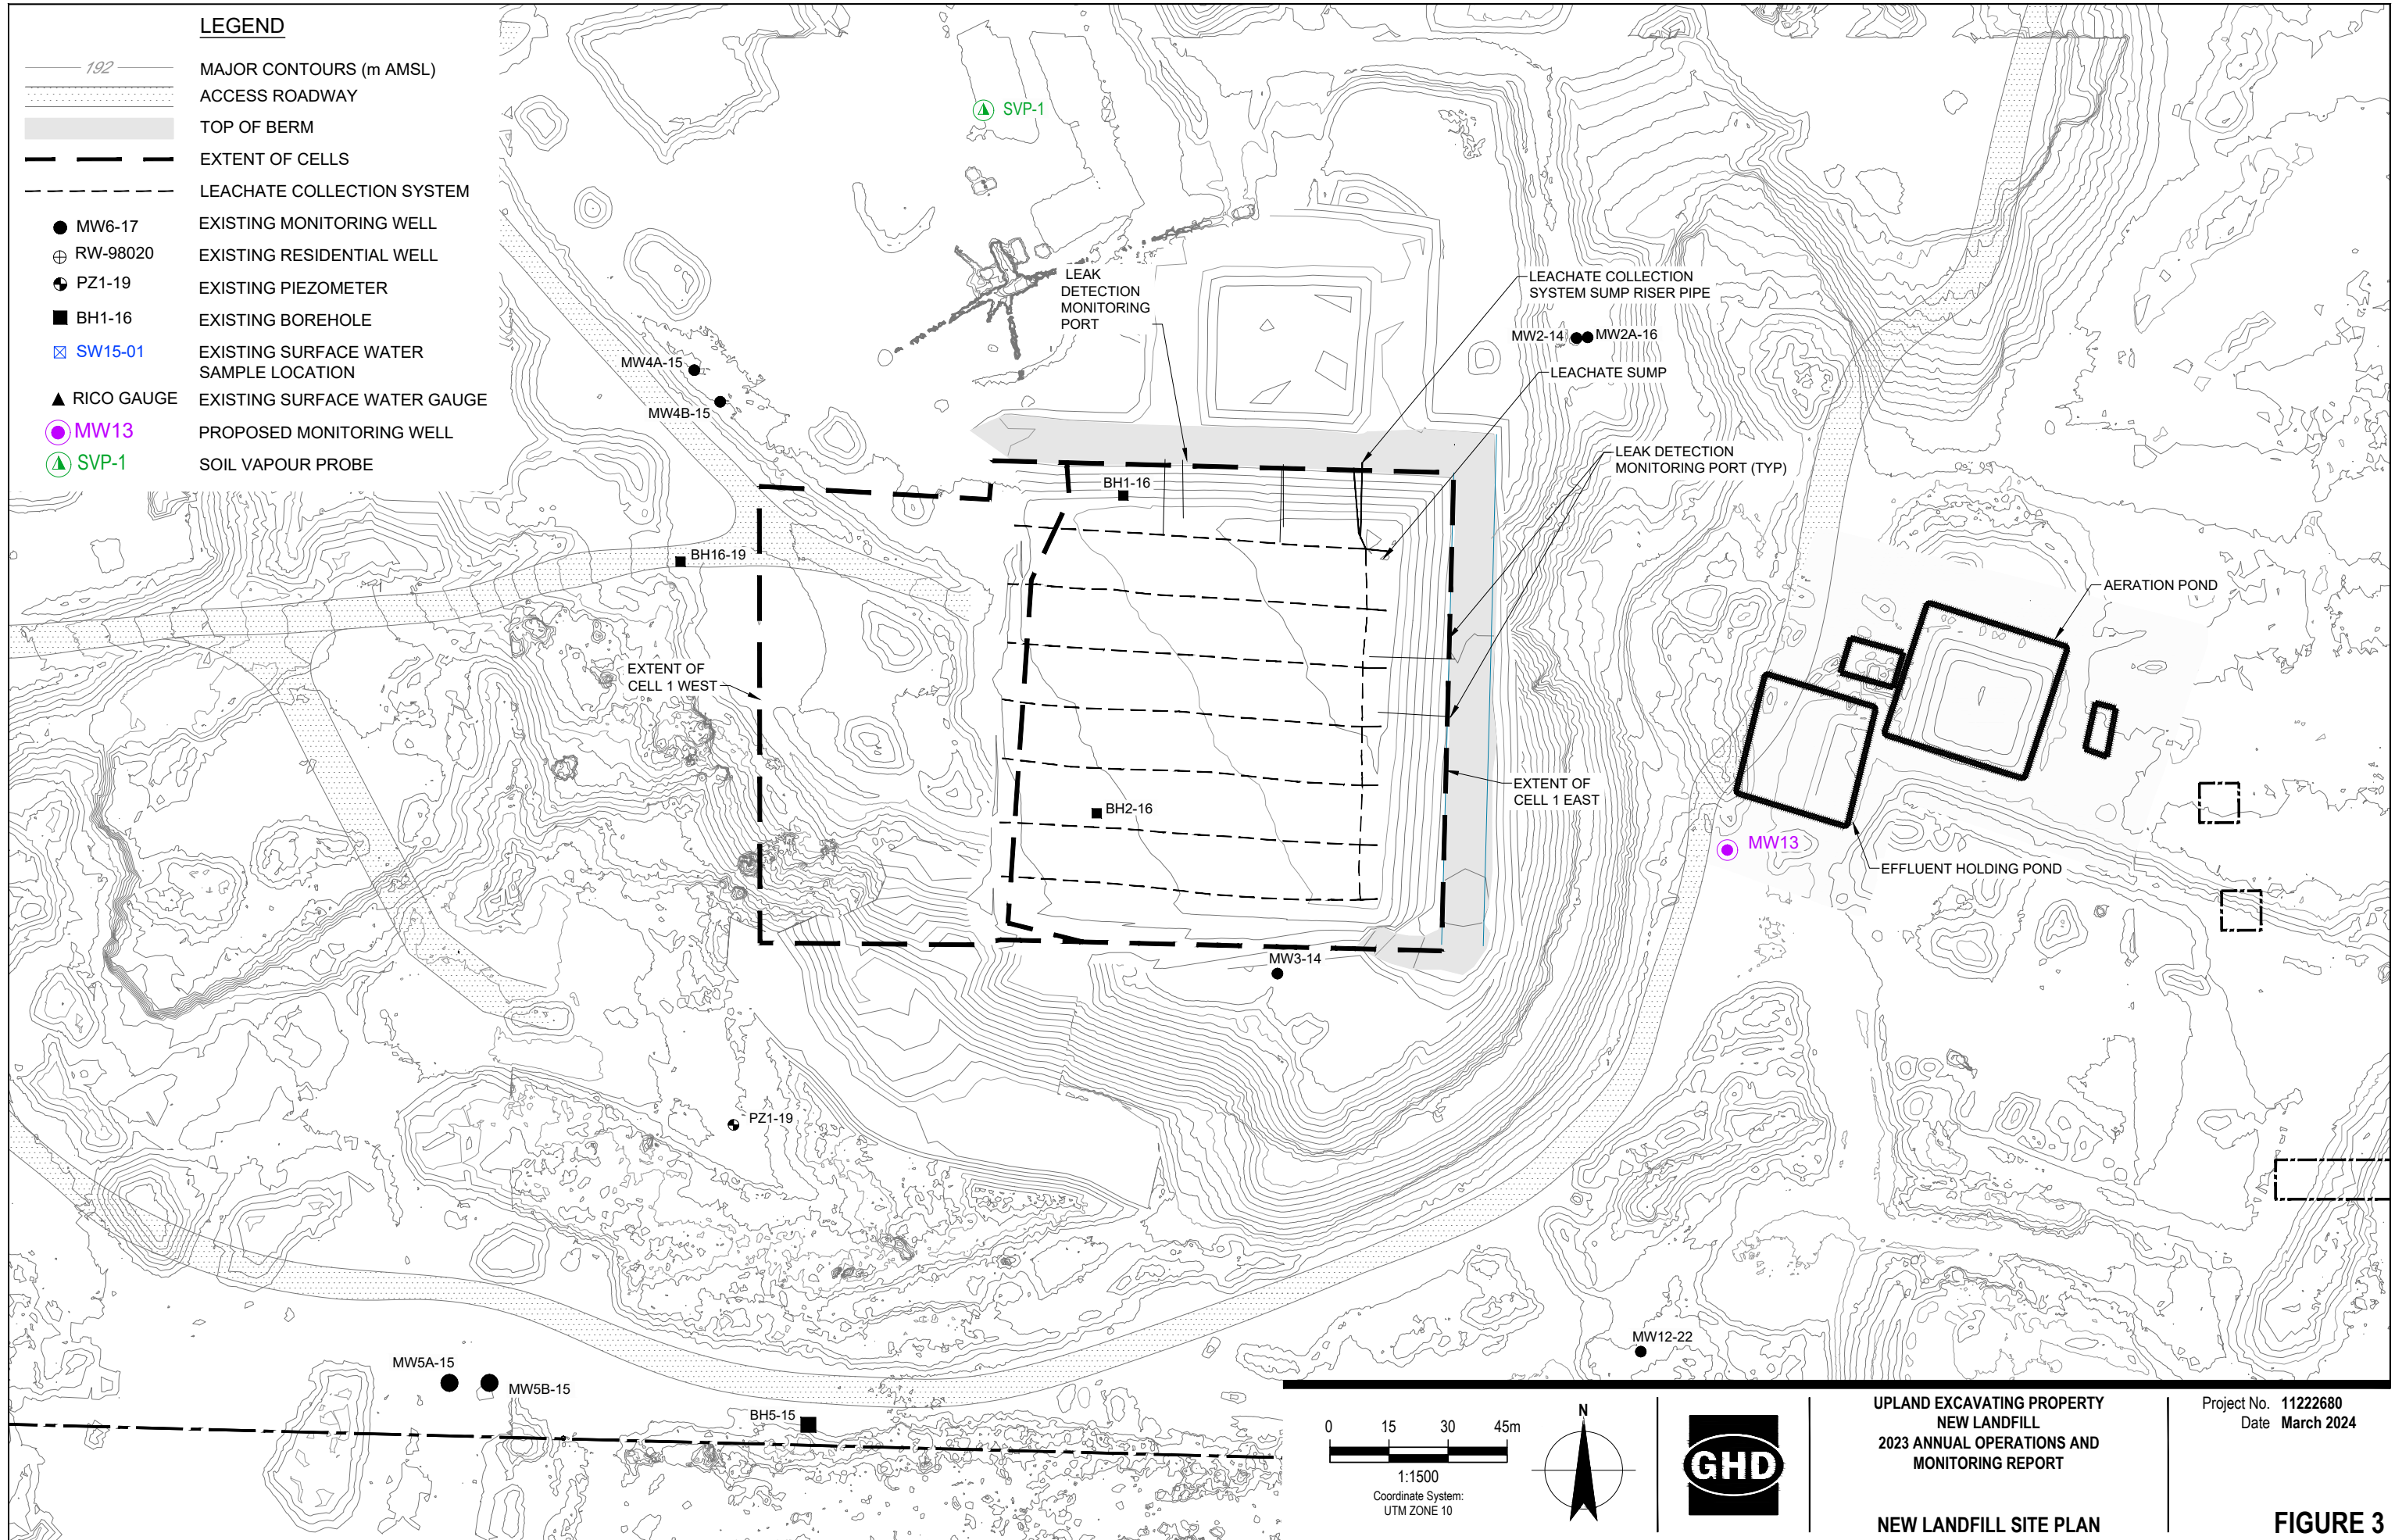 LEGEND
192
MAJOR CONTOURS (m AMSL)
ACCESS ROADWAY
TOP OF BERM
EXTENT OF CELLS
LEACHATE COLLECTION SYSTEM
MW6-17
EXISTING MONITORING WELL
RW-98020
EXISTING RESIDENTIAL WELL
PZ1-19
EXISTING PIEZOMETER
BH1-16
EXISTING BOREHOLE
SW15-01
EXISTING SURFACE WATER
SAMPLE LOCATION
RICO GAUGE
EXISTING SURFACE WATER GAUGE
MW13
PROPOSED MONITORING WELL
SVP-1
SOIL VAPOUR PROBE
SVP-1
LEAK
DETECTION
MONITORING
PORT
LEACHATE COLLECTION
SYSTEM SUMP RISER PIPE
MW2-14
MW2A-16
LEACHATE SUMP
MW4A-15
MW4B-15
LEAK DETECTION
MONITORING PORT (TYP)
BH1-16
BH16-19
AERATION POND
EXTENT OF
CELL 1 WEST
EXTENT OF
CELL 1 EAST
BH2-16
MW13
EFFLUENT HOLDING POND
MW3-14
PZ1-19
MW12-22
MW5A-15
MW5B-15
BH5-15
0 15 30 45m
1:1500
Coordinate System:
UTM ZONE 10
N
GHD
UPLAND EXCAVATING PROPERTY
NEW LANDFILL
2023 ANNUAL OPERATIONS AND
MONITORING REPORT
NEW LANDFILL SITE PLAN
Project No. 11222680
Date March 2024
FIGURE 3